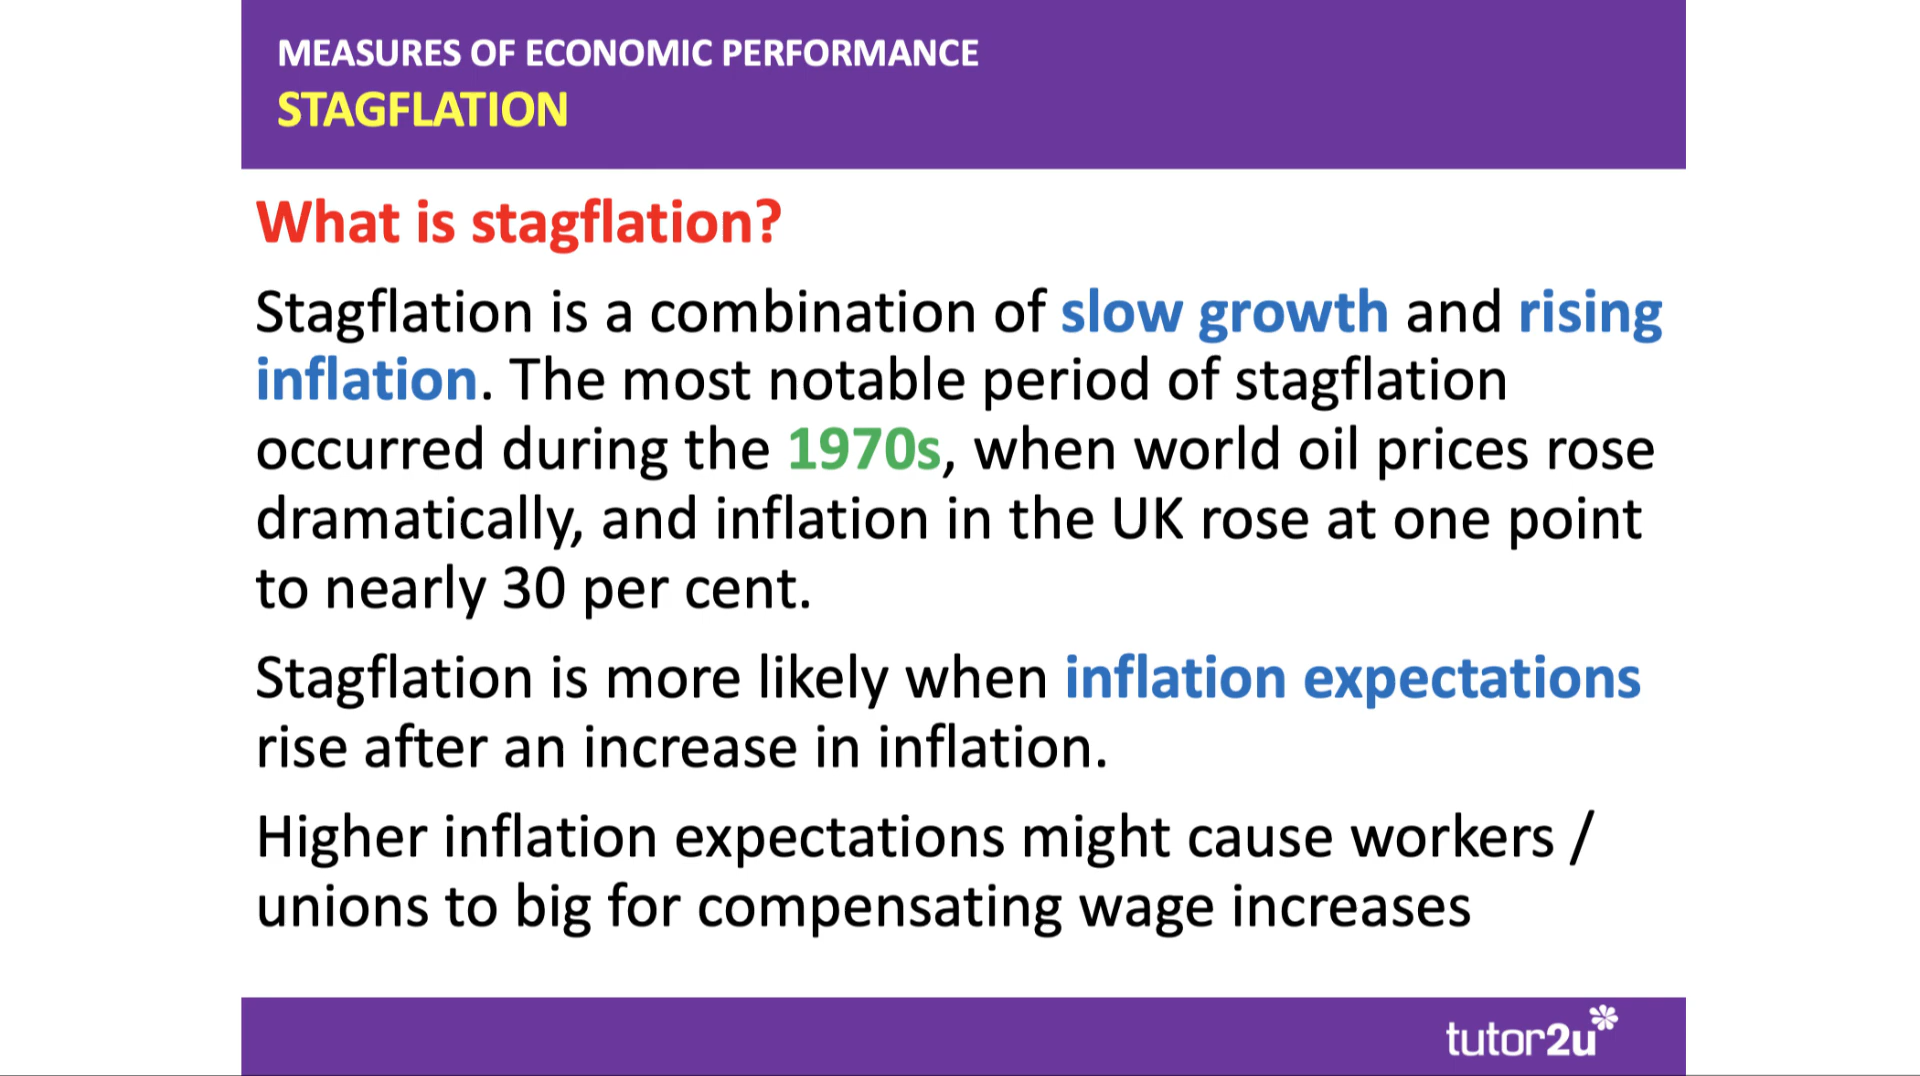 MEASURES OF ECONOMIC PERFORMANCE
STAGFLATION
What is stagflation?
Stagflation is a combination of slow growth and rising
inflation. The most notable period of stagflation
occurred during the 1970s, when world oil prices rose
dramatically, and inflation in the UK rose at one point
to nearly 30 per cent.
Stagflation is more likely when inflation expectations
rise after an increase in inflation.
Higher inflation expectations might cause workers /
unions to big for compensating wage increases
tutor2u